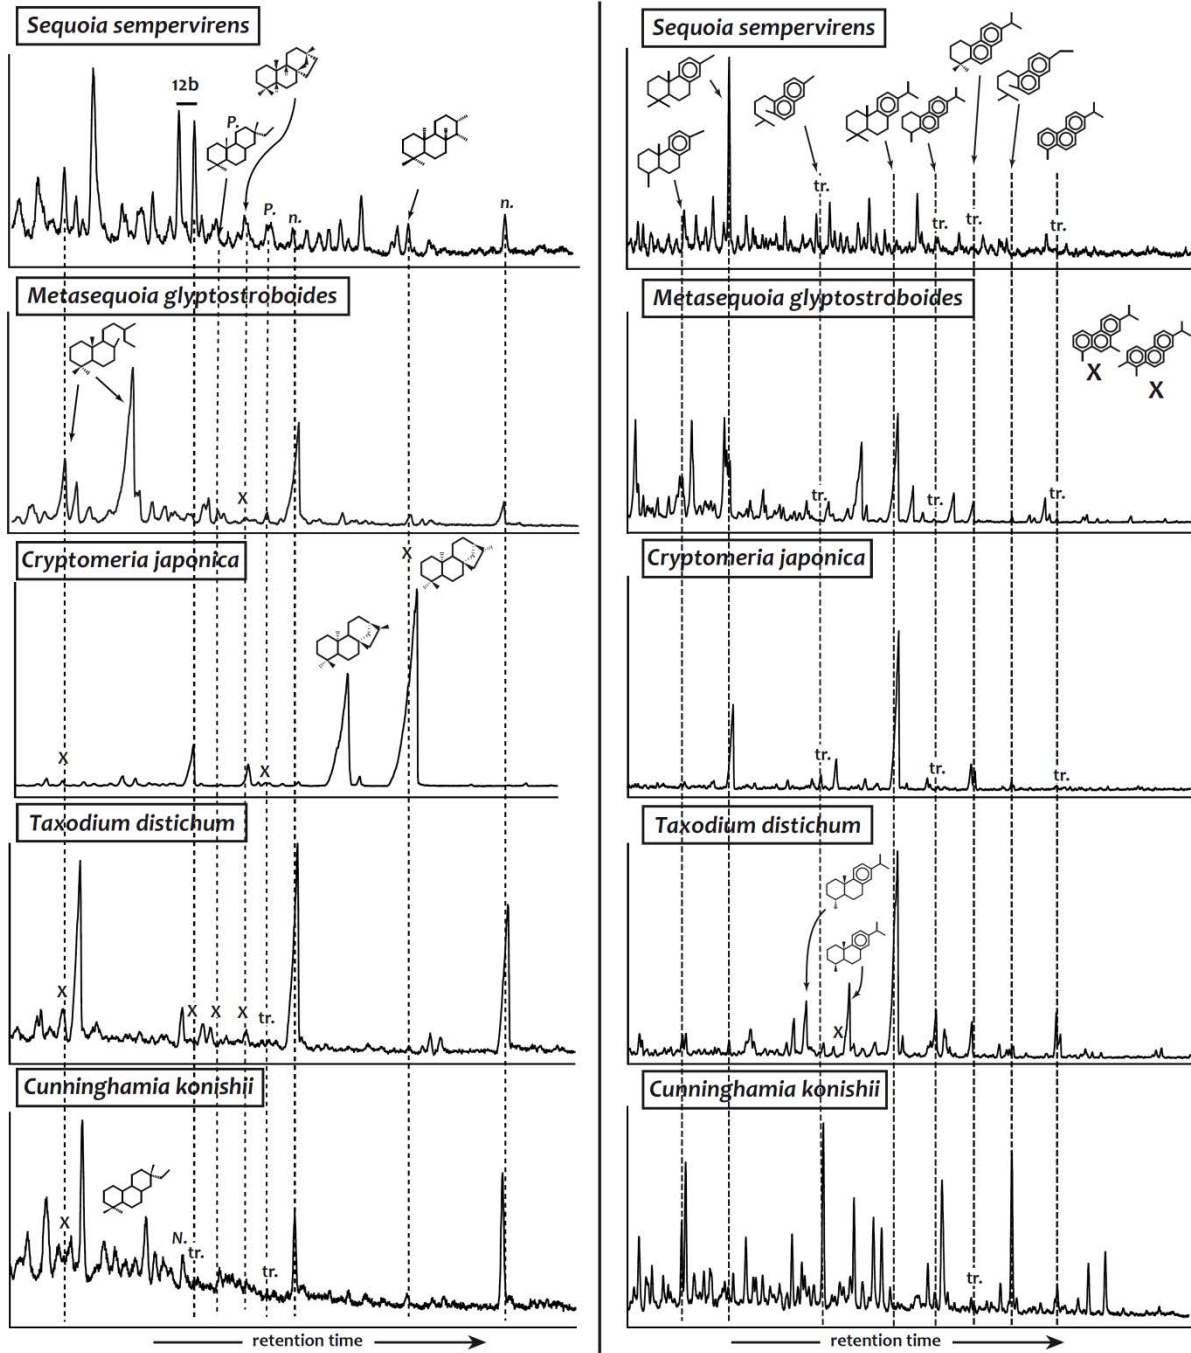 Sequoia sempervirens
12b
P.
P.
n.
n.
Metasequoia glyptostroboides
X
Cryptomeria japonica
X
X
X
Taxodium distichum
X
X
X
X
tr.
Cunninghamia konishii
X
N.
tr.
tr.
retention time
Sequoia sempervirens
tr.
tr.
tr.
tr.
Metasequoia glyptostroboides
X
X
tr.
tr.
tr.
Cryptomeria japonica
tr.
tr.
tr.
Taxodium distichum
X
Cunninghamia konishii
tr.
retention time